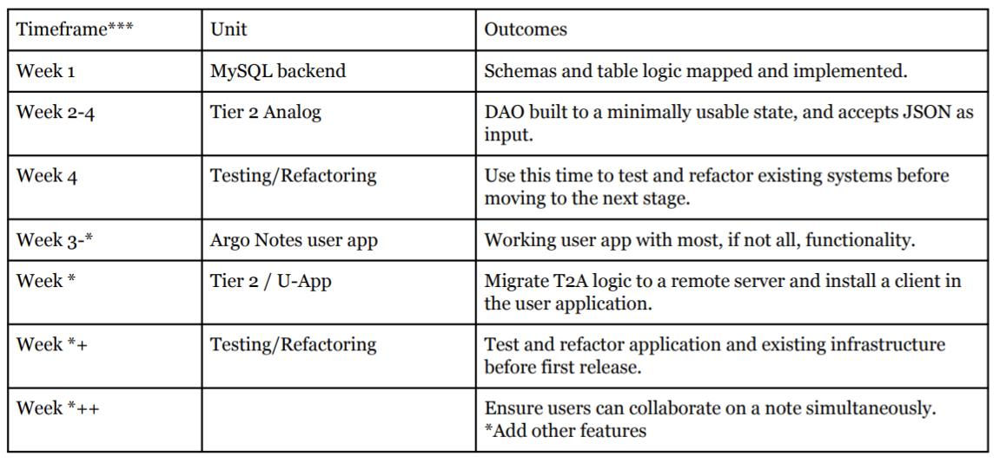 Timeframe*** Unit Outcomes
Week 1 MySQL backend Schemas and table logic mapped and implemented.
Week 2-4 Tier 2 Analog DAO built to a minimally usable state, and accepts JSON as
input.
Week 4 Testing/Refactoring Use this time to test and refactor existing systems before
moving to the next stage.
Week 3-* Argo Notes user app Working user app with most, if not all, functionality.
Week * Tier 2 / U-App Migrate T2A logic to a remote server and install a client in
the user application.
Week *+ Testing/Refactoring Test and refactor application and existing infrastructure
before first release.
Week *++ Ensure users can collaborate on a note simultaneously.
*Add other features